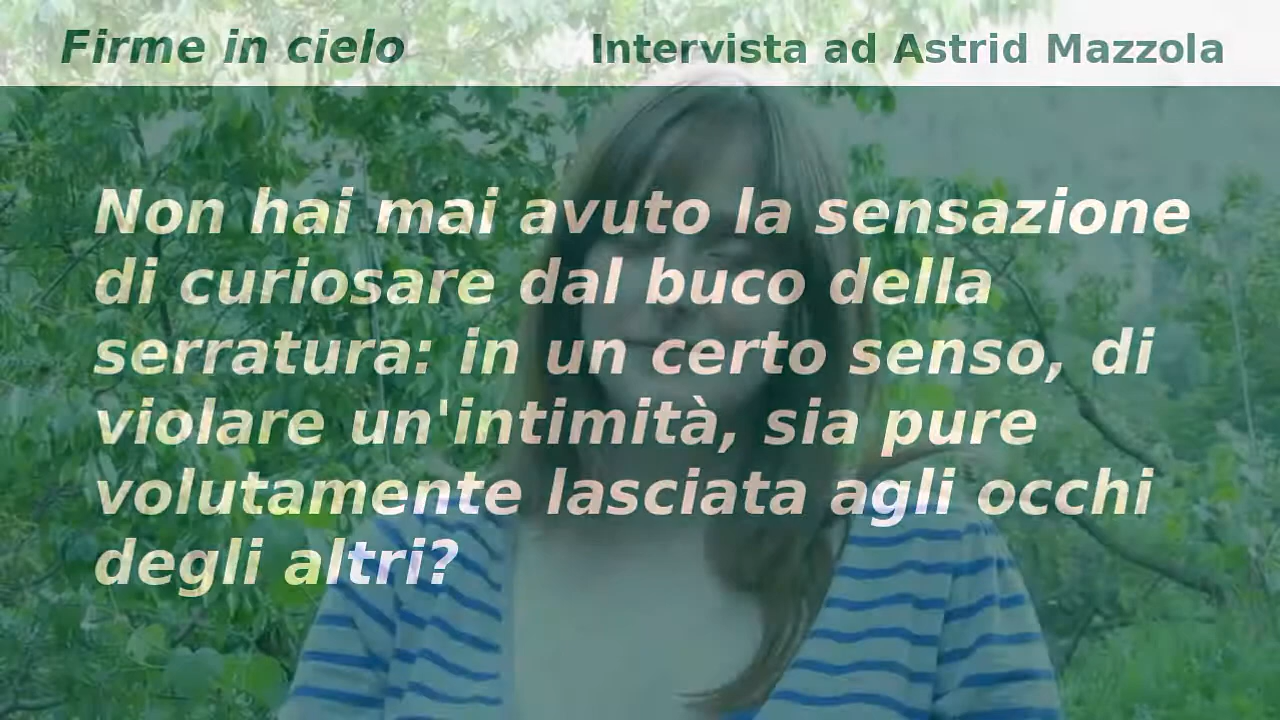 Firme in cielo
Intervista ad Astrid Mazzola
Non hai mai avuto la sensazione
di curiosare dal buco della
serratura: in un certo senso, di
violare un'intimità, sia pure
volutamente lasciata agli occhi
degli altri?